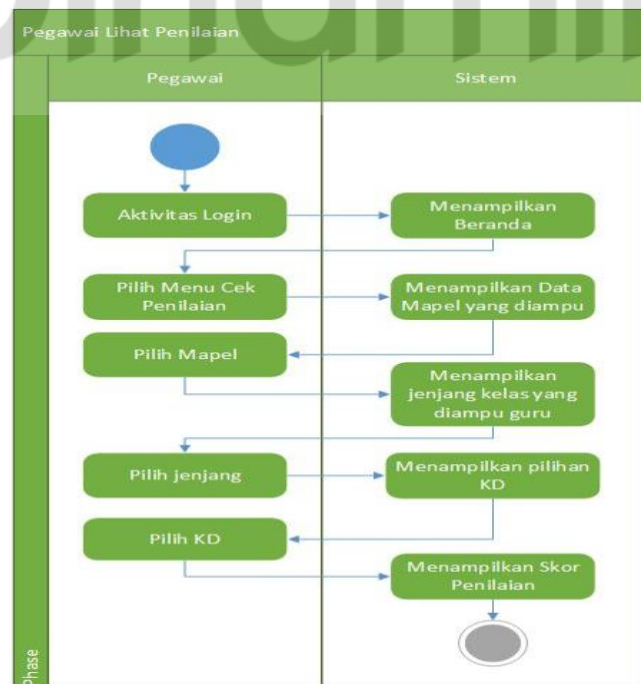 Pegawai Lihat Penilaian
Pegawai
Sistem
Aktivitas Login
Menampilkan
Beranda
Pilih Menu Cek
Penilaian
Menampilkan Data
Mapel yang diampu
Pilih Mapel
Menampilkan
jenjang kelas yang
diampu guru
Pilih jenjang
Menampilkan pilihan
KD
Pilih KD
Menampilkan Skor
Penilaian
Phase